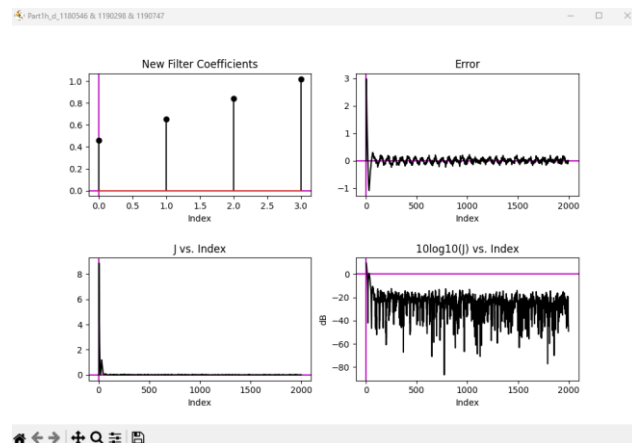 Part1h_d_1180546 & 1190298 & 1190747
New Filter Coefficients
1.0
0.8
0.6
0.4
0.2
0.0
0.0 0.5 1.0 1.5 2.0 2.5 3.0
Index
Error
3
2
1
0
−1
0 500 1000 1500 2000
Index
J vs. Index
8
6
4
2
0
0 500 1000 1500 2000
Index
10log10(J) vs. Index
dB
0
−20
−40
−60
−80
0 500 1000 1500 2000
Index